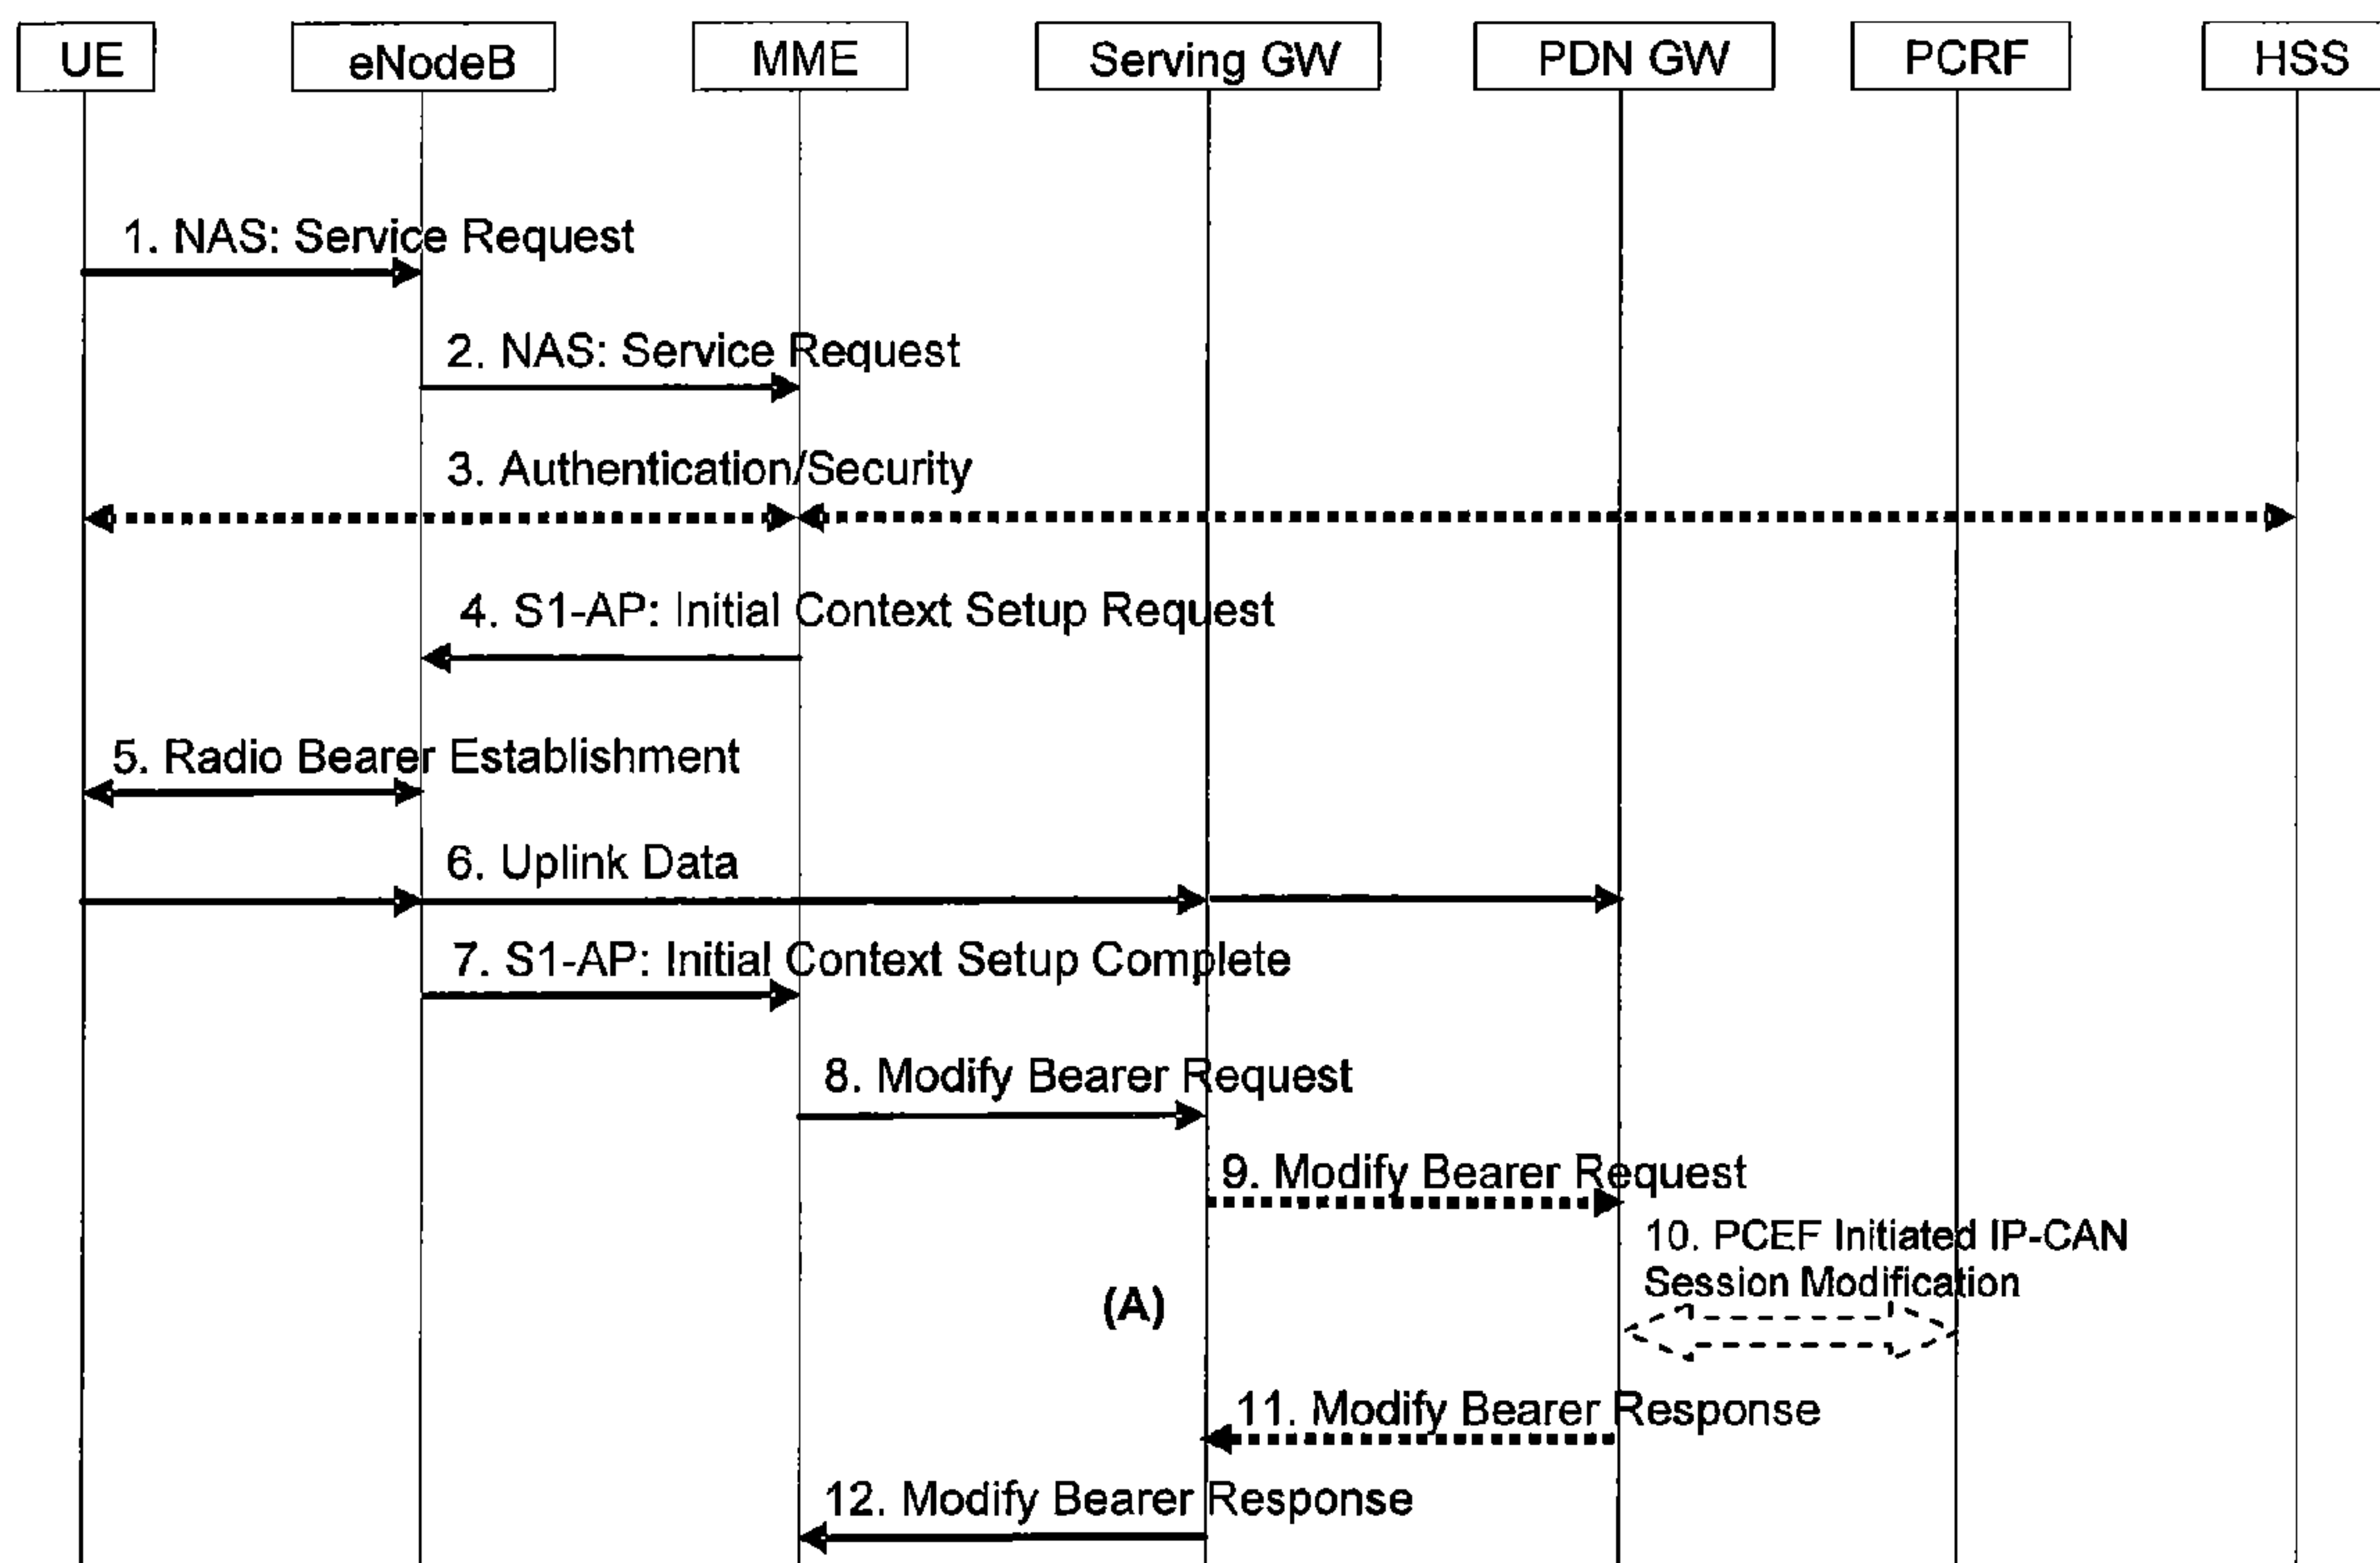 UE eNodeB MME Serving GW PDN GW PCRF HSS
1. NAS: Service Request
2. NAS: Service Request
3. Authentication/Security
4. S1-AP: Initial Context Setup Request
5. Radio Bearer Establishment
6. Uplink Data
7. S1-AP: Initial Context Setup Complete
8. Modify Bearer Request
9. Modify Bearer Request
10. PCEF Initiated IP-CAN
Session Modification
(A)
11. Modify Bearer Response
12. Modify Bearer Response